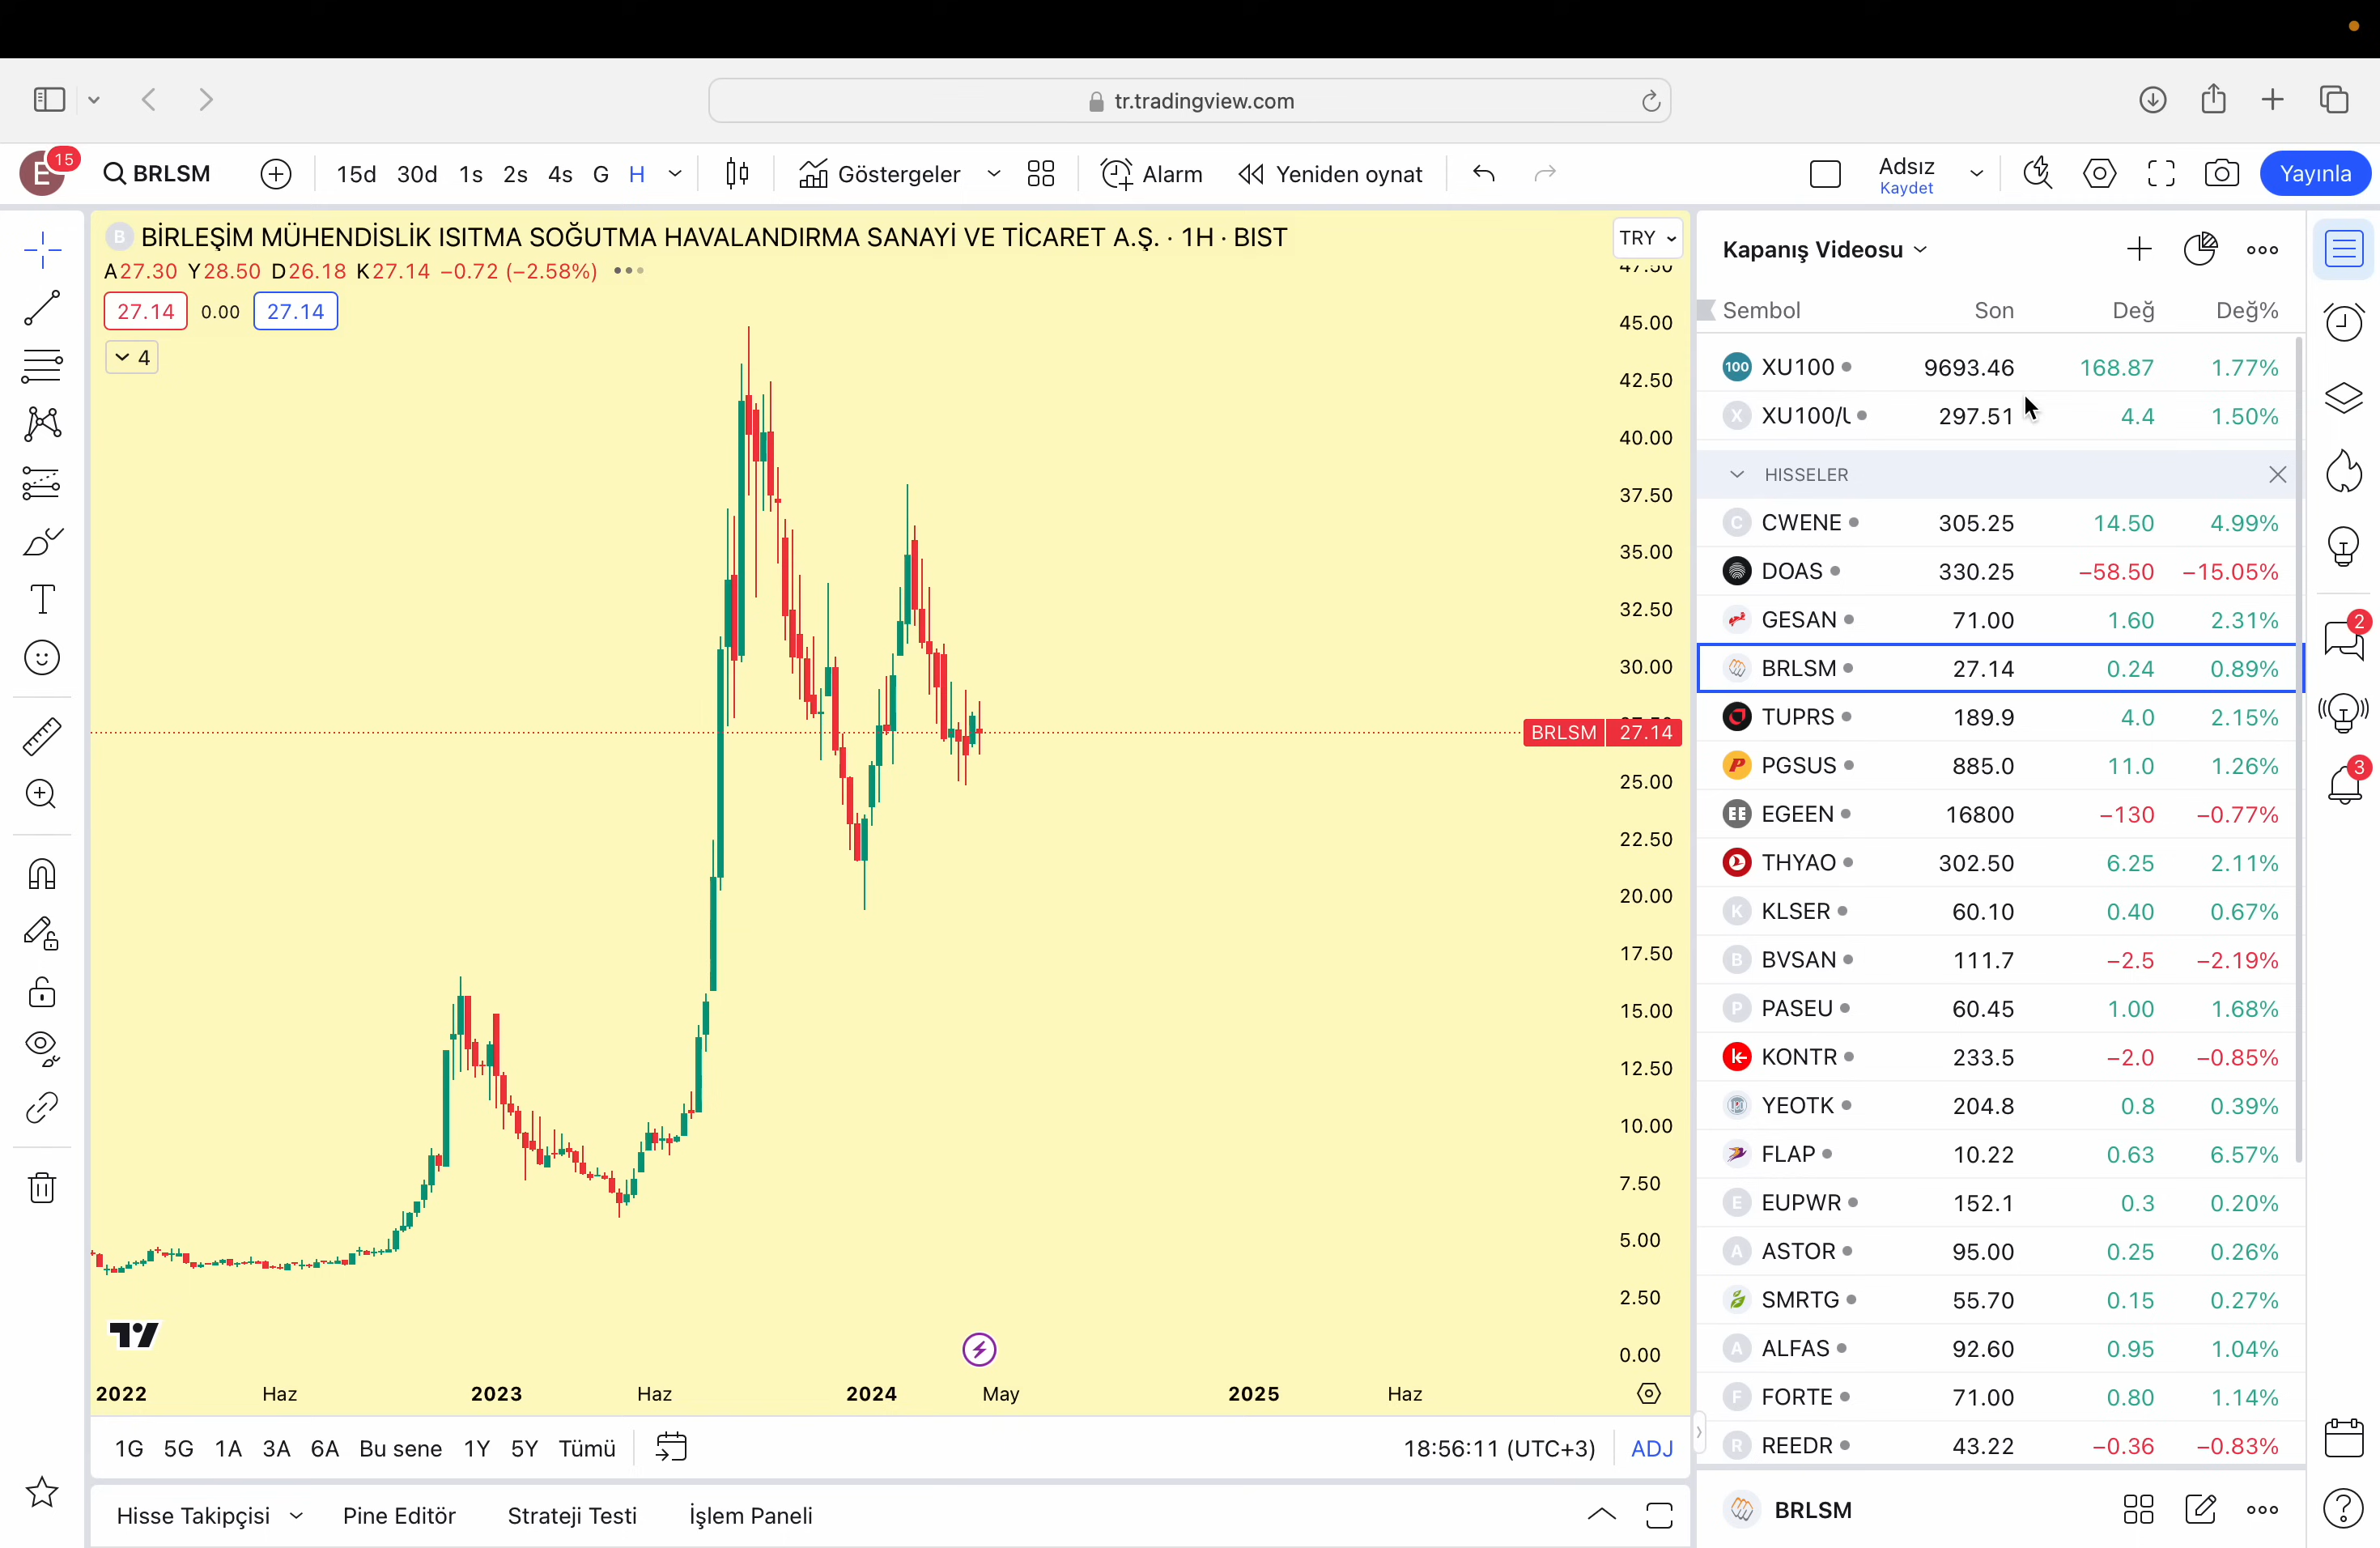 tr.tradingview.com
E 15
BRLSM
15d 30d 1s 2s 4s G H
Göstergeler
Alarm
Yeniden oynat
Adsız
Kaydet
Yayınla
B BİRLEŞİM MÜHENDİSLİK ISITMA SOĞUTMA HAVALANDIRMA SANAYİ VE TİCARET A.Ş. · 1H · BIST
TRY
A27.30 Y28.50 D26.18 K27.14 −0.72 (−2.58%)
27.14 0.00 27.14
4
45.00
42.50
40.00
37.50
35.00
32.50
30.00
BRLSM 27.14
25.00
22.50
20.00
17.50
15.00
12.50
10.00
7.50
5.00
2.50
0.00
2022 Haz 2023 Haz 2024 May 2025 Haz
1G 5G 1A 3A 6A Bu sene 1Y 5Y Tümü
18:56:11 (UTC+3) ADJ
Hisse Takipçisi Pine Editör Strateji Testi İşlem Paneli
Kapanış Videosu
Sembol Son Değ Değ%
100 XU100 9693.46 168.87 1.77%
X XU100/ 297.51 4.4 1.50%
HISSELER
C CWENE 305.25 14.50 4.99%
DOAS 330.25 −58.50 −15.05%
GESAN 71.00 1.60 2.31%
BRLSM 27.14 0.24 0.89%
TUPRS 189.9 4.0 2.15%
P PGSUS 885.0 11.0 1.26%
EE EGEEN 16800 −130 −0.77%
THYAO 302.50 6.25 2.11%
K KLSER 60.10 0.40 0.67%
B BVSAN 111.7 −2.5 −2.19%
P PASEU 60.45 1.00 1.68%
KONTR 233.5 −2.0 −0.85%
YEOTK 204.8 0.8 0.39%
FLAP 10.22 0.63 6.57%
E EUPWR 152.1 0.3 0.20%
A ASTOR 95.00 0.25 0.26%
SMRTG 55.70 0.15 0.27%
A ALFAS 92.60 0.95 1.04%
F FORTE 71.00 0.80 1.14%
R REEDR 43.22 −0.36 −0.83%
BRLSM
2
3